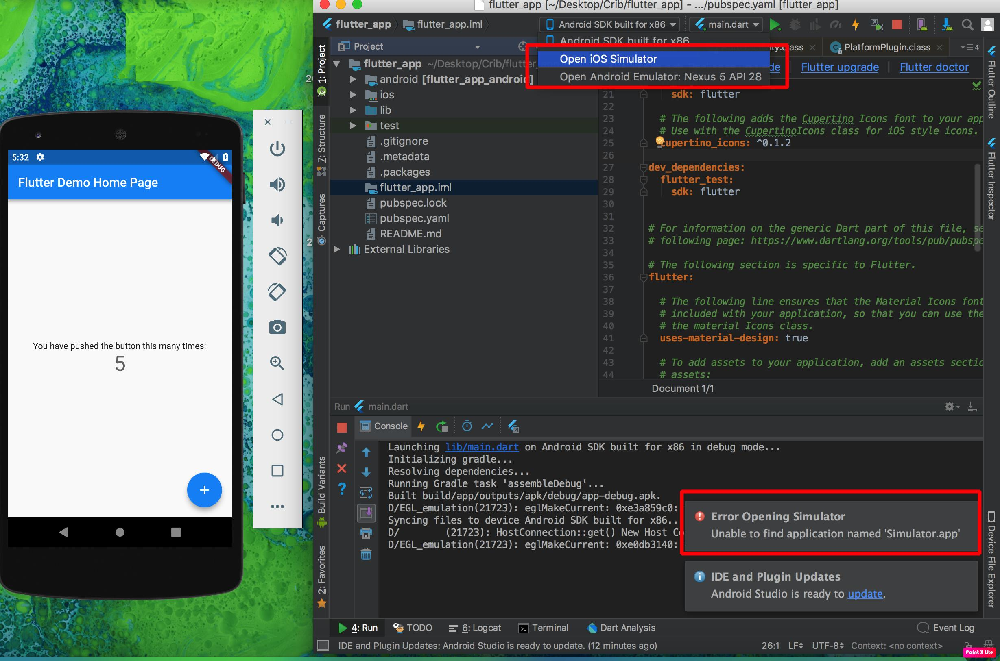 flutter_app [~/Desktop/Crib/flutter_app] - .../pubspec.yaml [flutter_app]
flutter_app
flutter_app.iml
Android SDK built for x86
main.dart
Android SDK built for x86
Open iOS Simulator
Open Android Emulator: Nexus 5 API 28
Project
ty.class
PlatformPlugin.class
4
de
Flutter upgrade
Flutter doctor
1: Project
7: Structure
Captures
Build Variants
2: Favorites
flutter_app ~/Desktop/Crib/flutter_
android [flutter_app_android]
ios
lib
test
.gitignore
.metadata
.packages
flutter_app.iml
pubspec.lock
pubspec.yaml
README.md
External Libraries
21 sdk: flutter
22
23 # The following adds the Cupertino Icons font to your app
24 # Use with the CupertinoIcons class for iOS style icons.
25 cupertino_icons: ^0.1.2
26
27 dev_dependencies:
28 flutter_test:
29 sdk: flutter
30
31
32 # For information on the generic Dart part of this file, se
33 # following page: https://www.dartlang.org/tools/pub/pubspe
34
35 # The following section is specific to Flutter.
36 flutter:
37
38 # The following line ensures that the Material Icons font
39 # included with your application, so that you can use the
40 # the material Icons class.
41 uses-material-design: true
42
43 # To add assets to your application, add an assets sectio
44 # assets:
Document 1/1
Flutter Outline
Flutter Inspector
Device File Explorer
5:32
DEBUG
Flutter Demo Home Page
You have pushed the button this many times:
5
+
Run main.dart
Console
Launching lib/main.dart on Android SDK built for x86 in debug mode...
Initializing gradle...
Resolving dependencies...
Running Gradle task 'assembleDebug'...
Built build/app/outputs/apk/debug/app-debug.apk.
D/EGL_emulation(21723): eglMakeCurrent: 0xe3a859c0:
Syncing files to device Android SDK built for x86..
D/ (21723): HostConnection::get() New Host Co
D/EGL_emulation(21723): eglMakeCurrent: 0xe0db3140:
Error Opening Simulator
Unable to find application named 'Simulator.app'
IDE and Plugin Updates
Android Studio is ready to update.
4: Run
TODO
6: Logcat
Terminal
Dart Analysis
Event Log
IDE and Plugin Updates: Android Studio is ready to update. (12 minutes ago)
26:1
LF
UTF-8
Context: <no context>
Paint X lite